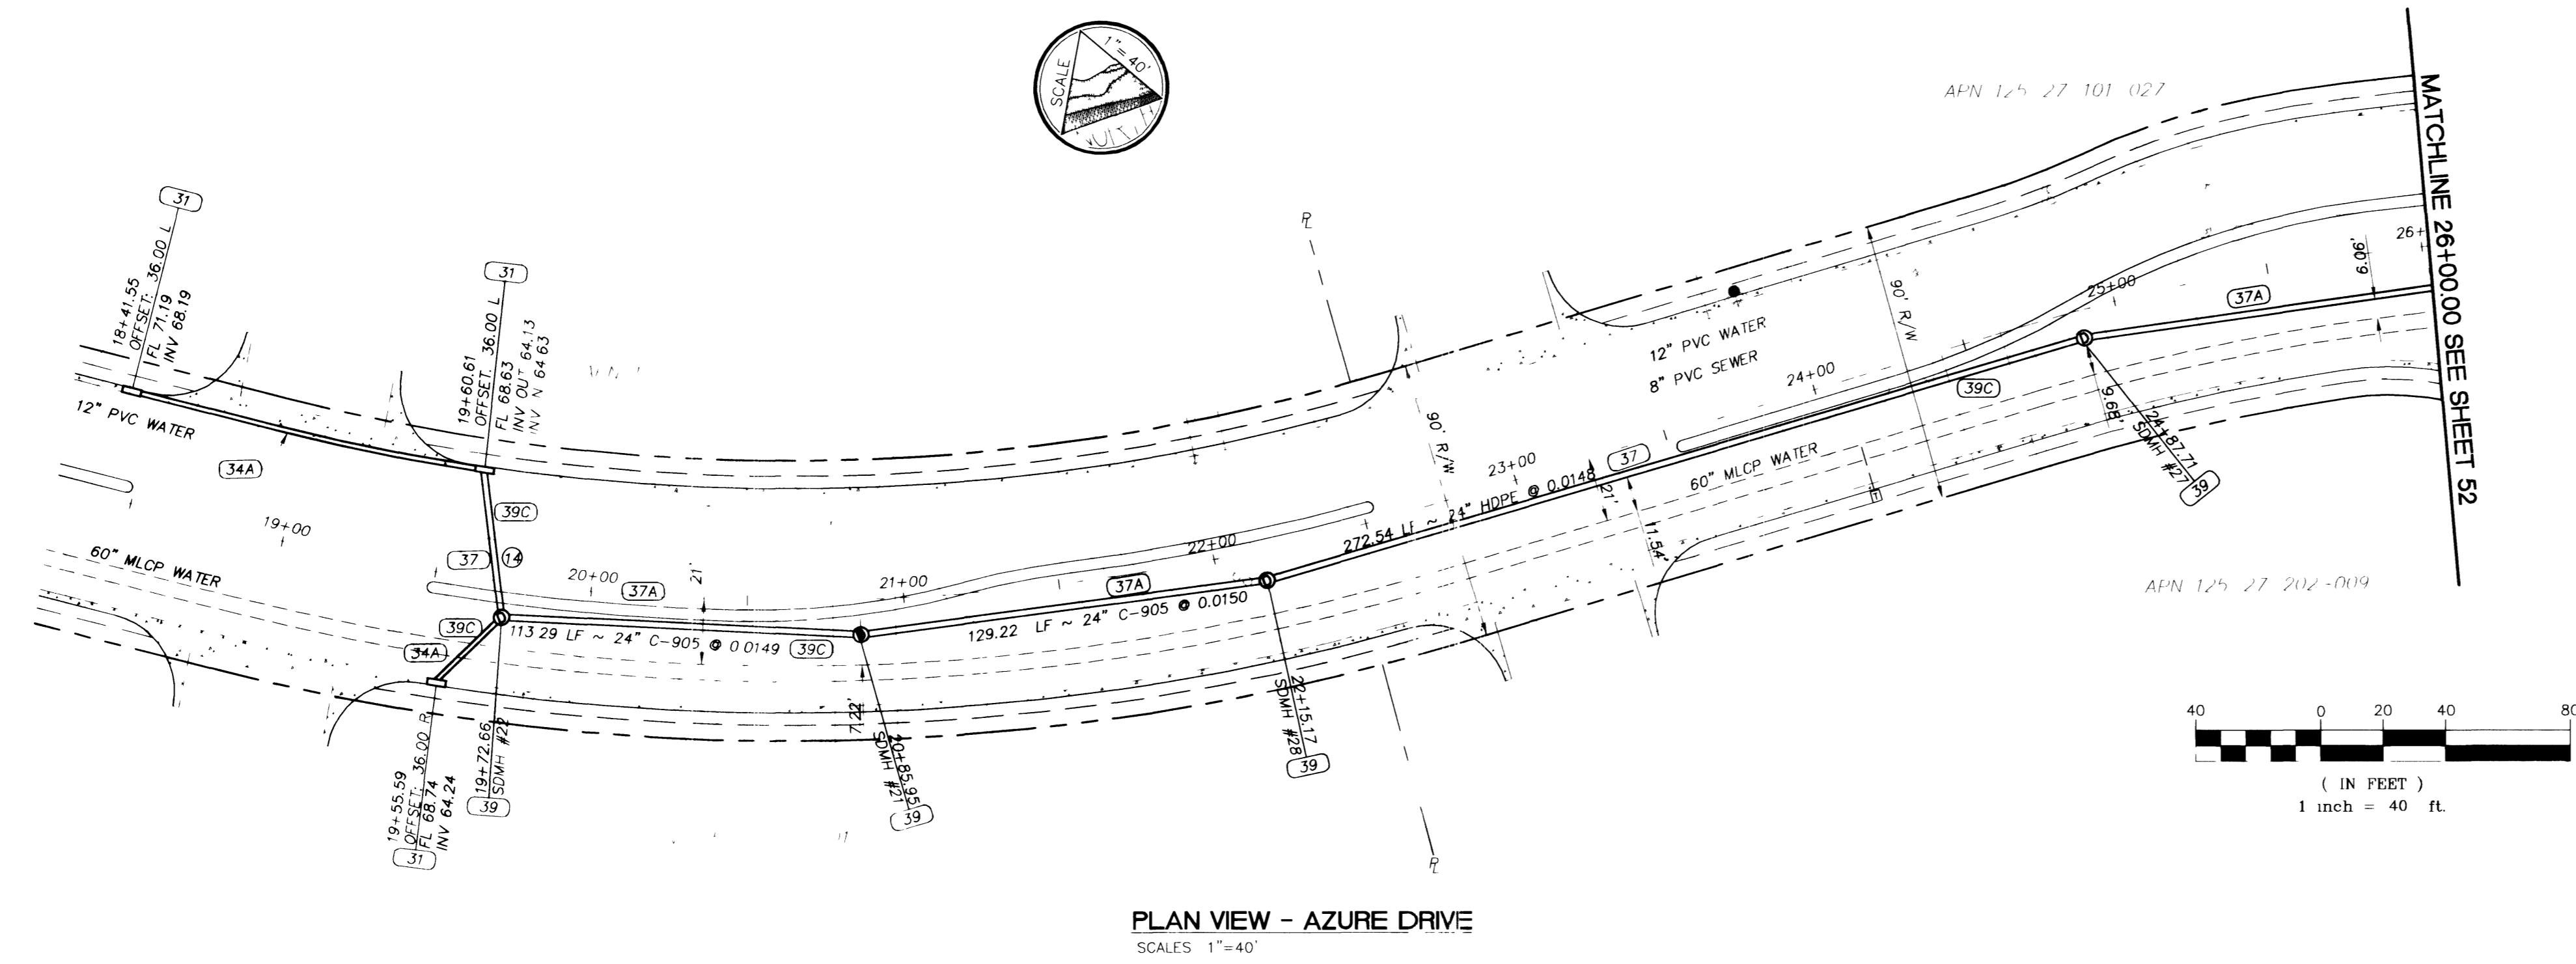 SCALE
1"=40'
APN 125 27 101 027
MATCHLINE 26+00.00 SEE SHEET 52
31
18+41.55
OFFSET: 36.00 L
FL 71.19
INV 68.19
31
19+60.61
OFFSET. 36.00 L
FL 68.63
INV OUT 64.13
INV N 64 63
12" PVC WATER
34A
39C
37
14
19+00
60" MLCP WATER
20+00
37A
21'
21+00
37A
22+00
39C
34A
113 29 LF ~ 24" C-905 @ 0 0149
39C
129.22 LF ~ 24" C-905 @ 0.0150
272.54 LF ~ 24" HDPE @ 0.0148
23+00
37
21'
11.54'
90' R/W
12" PVC WATER
8" PVC SEWER
24+00
60" MLCP WATER
90' R/W
39C
25+00
37A
9.06'
26+
9.68'
24+87.71
SDMH #27
39
19+55.59
OFFSET: 36.00 R
FL 68.74
INV 64.24
31
19+72.66
SDMH #22
39
7.22'
20+85.95
SDMH #21
39
22+15.17
SDMH #28
39
APN 125 27 202-009
40 0 20 40 80
( IN FEET )
1 inch = 40 ft.
PLAN VIEW - AZURE DRIVE
SCALES 1"=40'